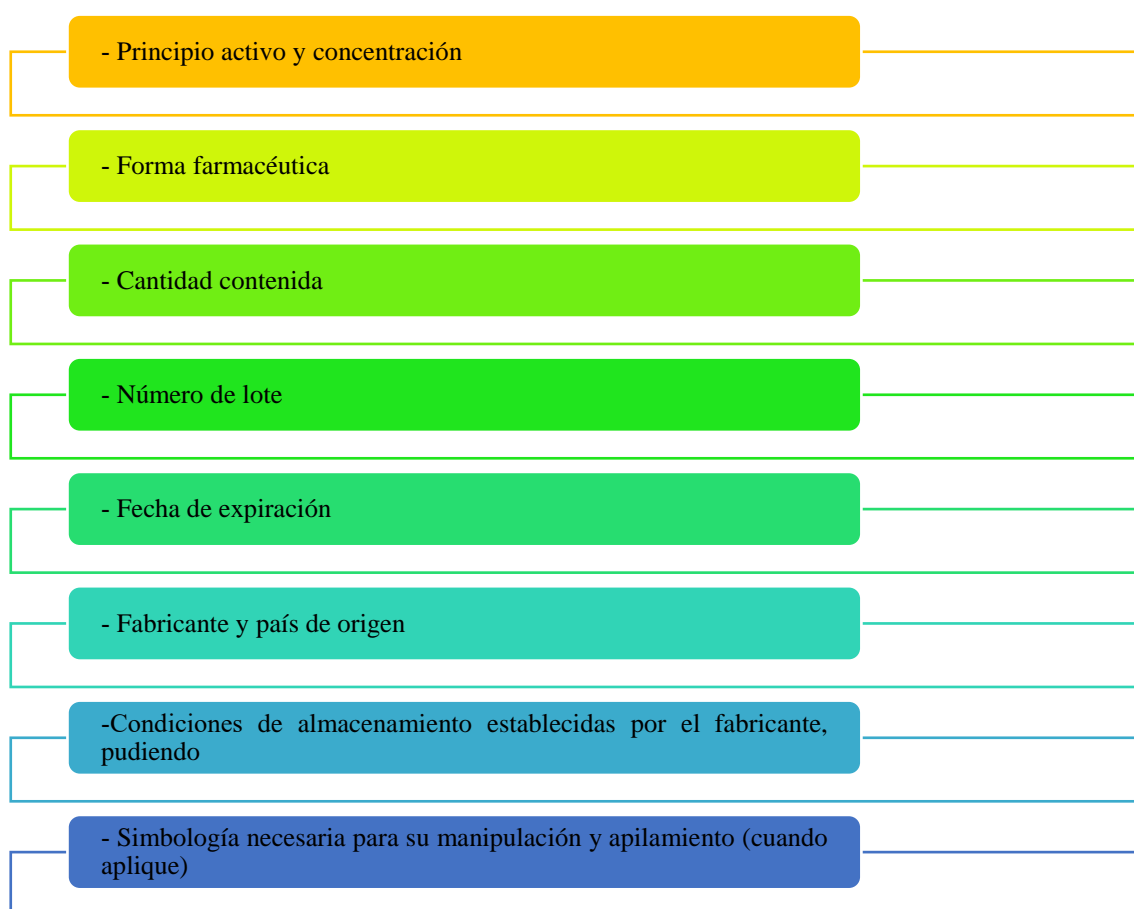 - Principio activo y concentración
- Forma farmacéutica
- Cantidad contenida
- Número de lote
- Fecha de expiración
- Fabricante y país de origen
-Condiciones de almacenamiento establecidas por el fabricante,
pudiendo
- Simbología necesaria para su manipulación y apilamiento (cuando
aplique)